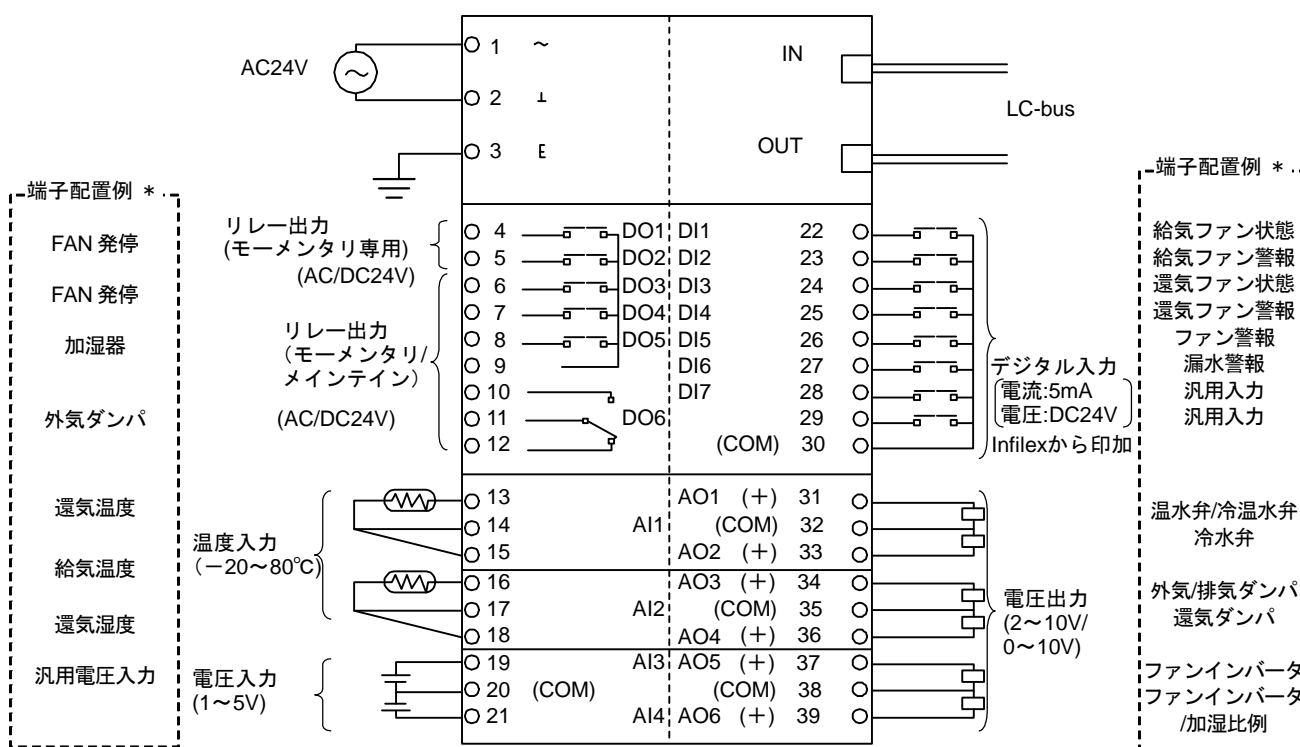 AC24V
1 ~
2 ⊥
3 E
IN
OUT
LC-bus
端子配置例 *
FAN 発停
FAN 発停
加湿器
外気ダンパ
還気温度
給気温度
還気湿度
汎用電圧入力
リレー出力
(モーメンタリ専用)
(AC/DC24V)
リレー出力
(モーメンタリ/
メインテイン)
(AC/DC24V)
温度入力
(-20~80℃)
電圧入力
(1~5V)
4 DO1 DI1 22
5 DO2 DI2 23
6 DO3 DI3 24
7 DO4 DI4 25
8 DO5 DI5 26
9 DI6 27
10 DI7 28
11 DO6 29
12 (COM) 30
13 AO1 (+) 31
14 AI1 (COM) 32
15 AO2 (+) 33
16 AO3 (+) 34
17 AI2 (COM) 35
18 AO4 (+) 36
19 AI3 AO5 (+) 37
20 (COM) (COM) 38
21 AI4 AO6 (+) 39
デジタル入力
電流:5mA
電圧:DC24V
Infilexから印加
電圧出力
(2~10V/
0~10V)
端子配置例 *
給気ファン状態
給気ファン警報
還気ファン状態
還気ファン警報
ファン警報
漏水警報
汎用入力
汎用入力
温水弁/冷温水弁
冷水弁
外気/排気ダンパ
還気ダンパ
ファンインバータ
ファンインバータ
/加湿比例